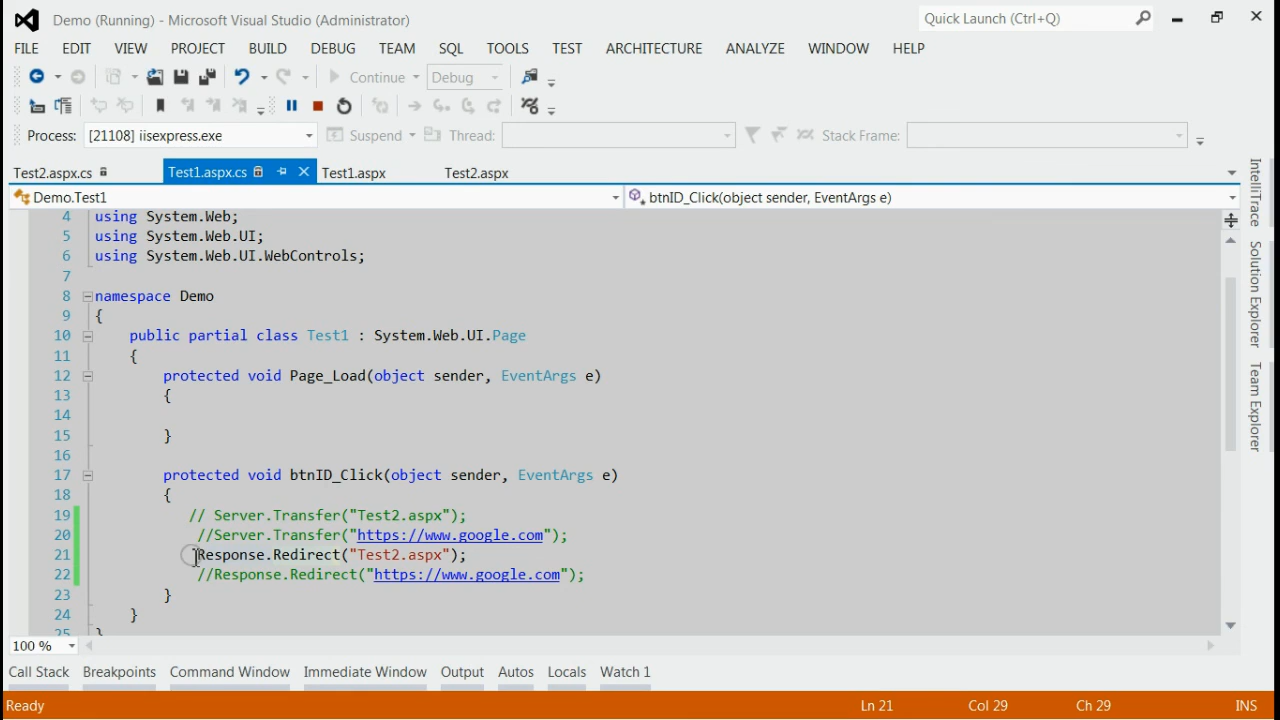 Demo (Running) - Microsoft Visual Studio (Administrator)
Quick Launch (Ctrl+Q)
FILE EDIT VIEW PROJECT BUILD DEBUG TEAM SQL TOOLS TEST ARCHITECTURE ANALYZE WINDOW HELP
Continue Debug
Process: [21108] iisexpress.exe Suspend Thread: Stack Frame:
Test2.aspx.cs Test1.aspx.cs Test1.aspx Test2.aspx
Demo.Test1 btnID_Click(object sender, EventArgs e)
4 using System.Web;
5 using System.Web.UI;
6 using System.Web.UI.WebControls;
7
8 namespace Demo
9 {
10 public partial class Test1 : System.Web.UI.Page
11 {
12 protected void Page_Load(object sender, EventArgs e)
13 {
14
15 }
16
17 protected void btnID_Click(object sender, EventArgs e)
18 {
19 // Server.Transfer("Test2.aspx");
20 //Server.Transfer("https://www.google.com");
21 Response.Redirect("Test2.aspx");
22 //Response.Redirect("https://www.google.com");
23 }
24 }
25 }
100 %
IntelliTrace
Solution Explorer
Team Explorer
Call Stack Breakpoints Command Window Immediate Window Output Autos Locals Watch 1
Ready Ln 21 Col 29 Ch 29 INS